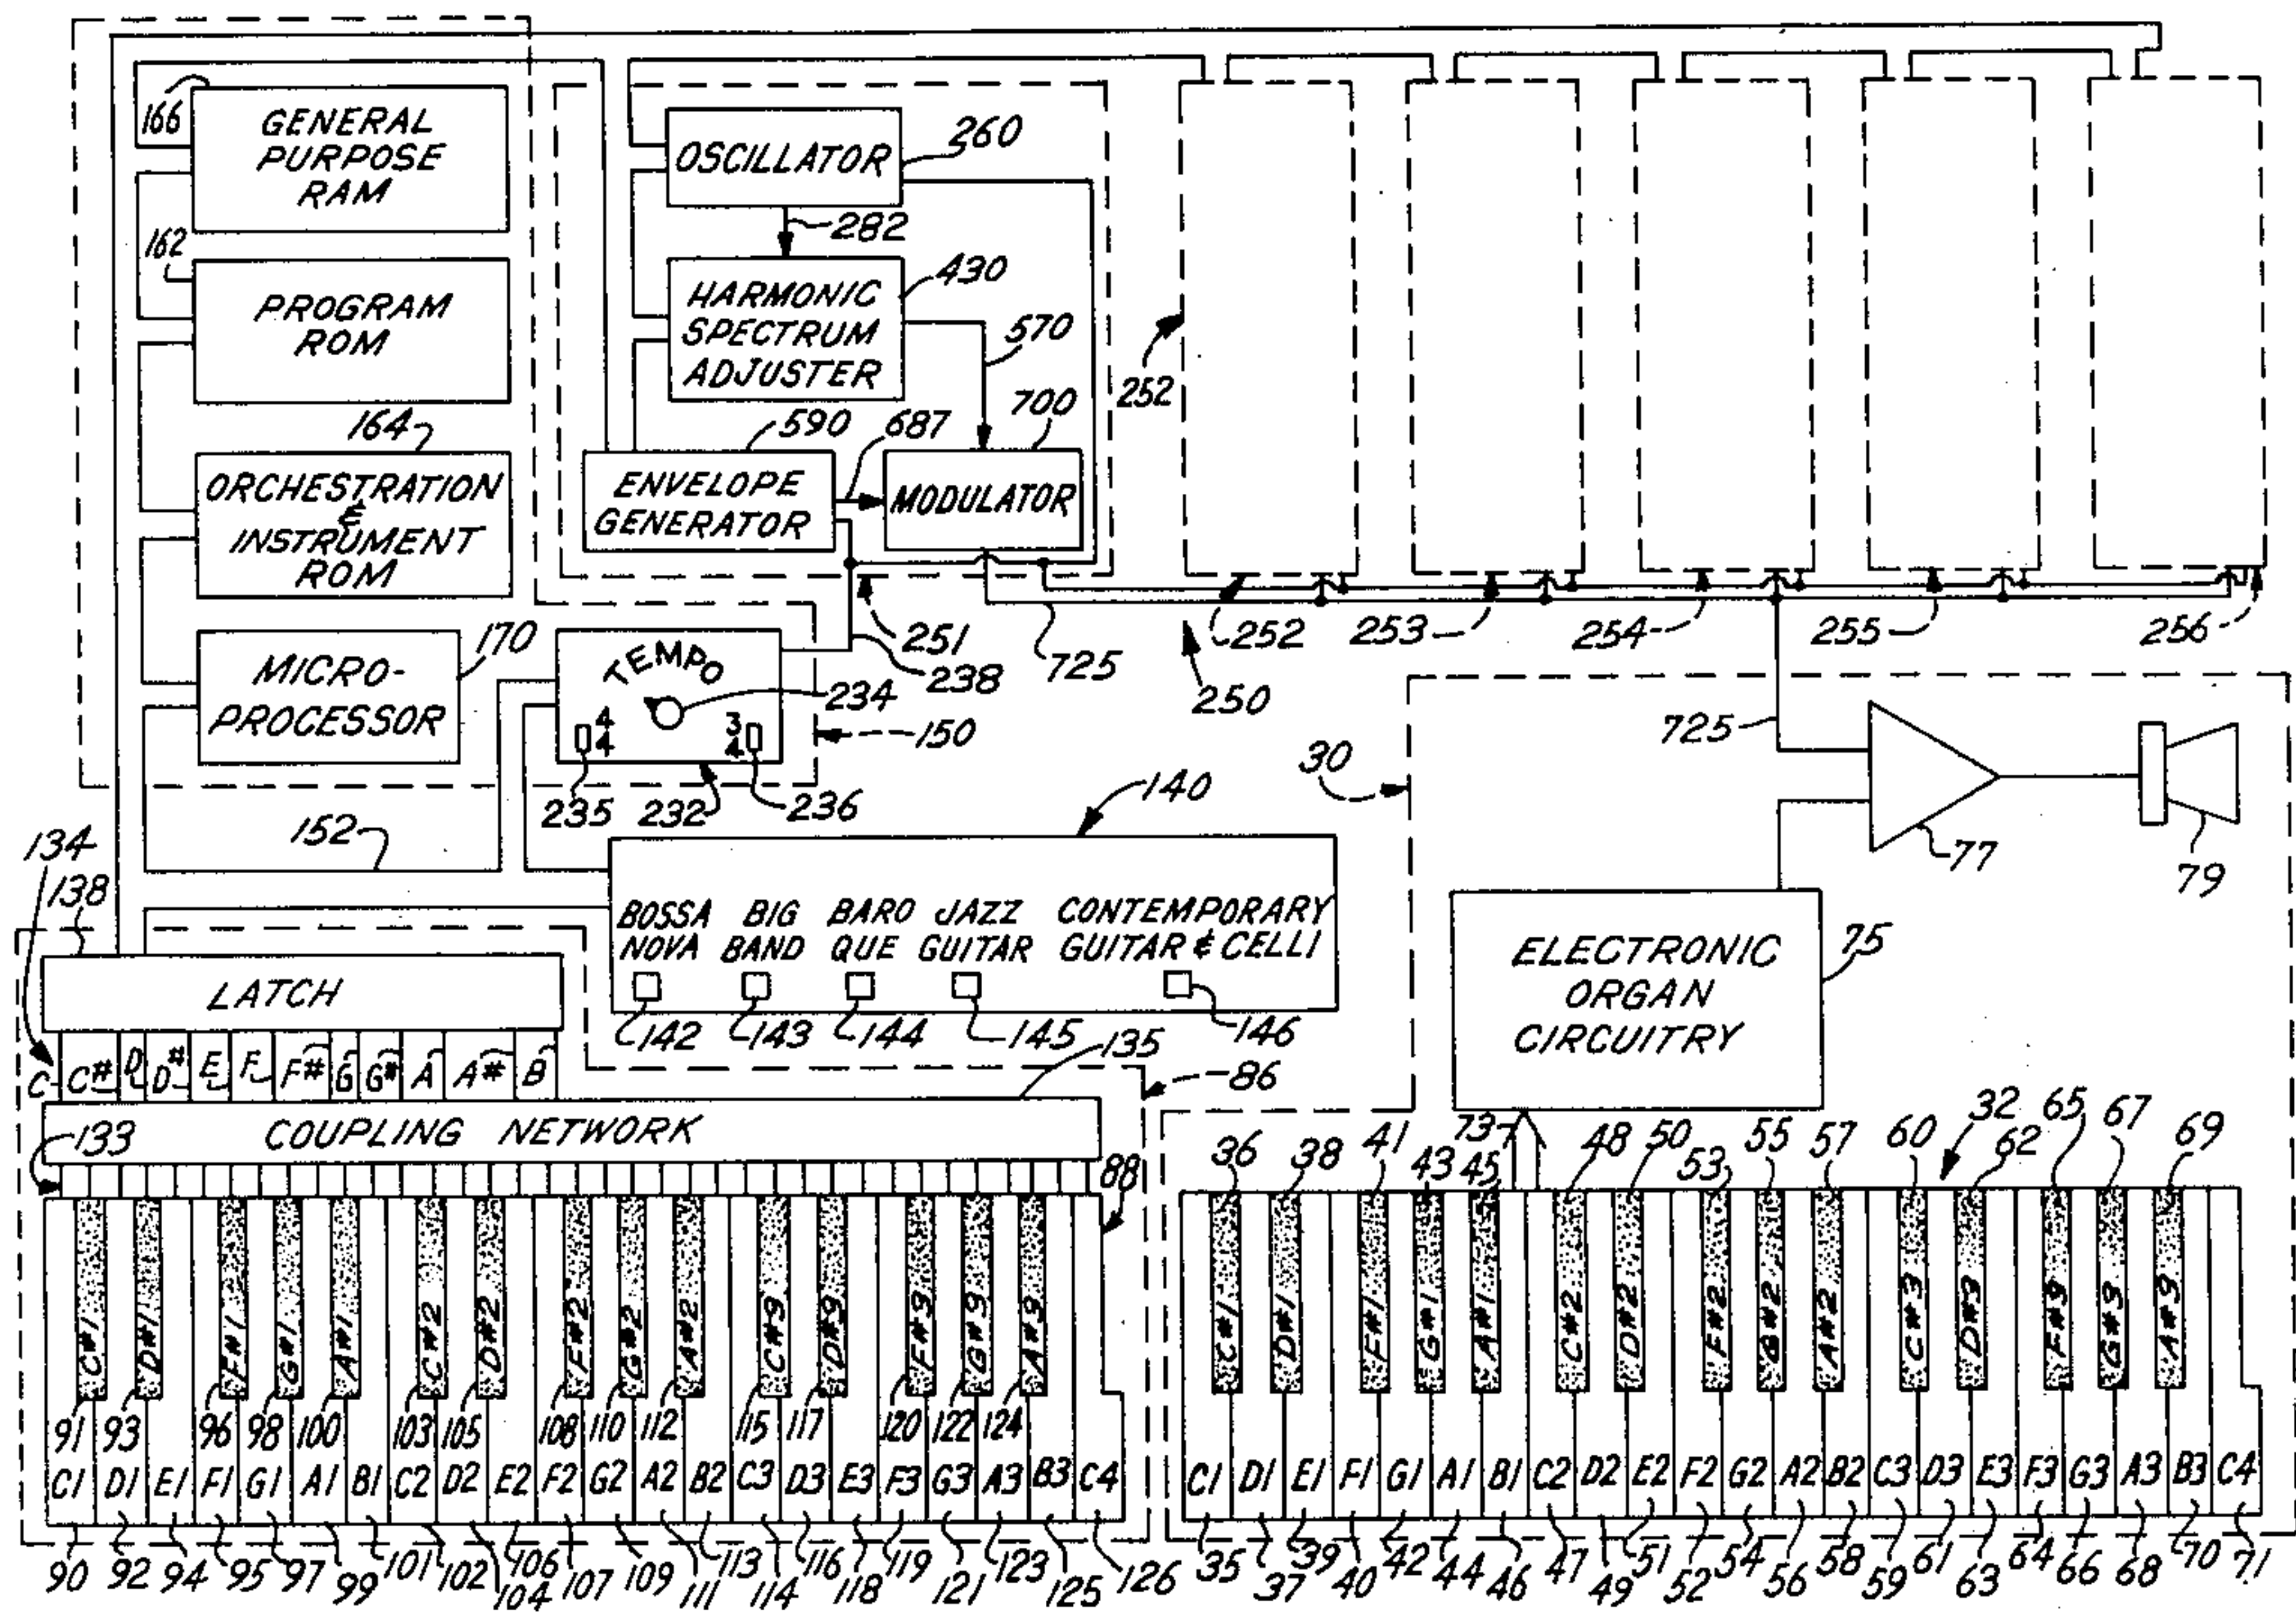 166
GENERAL
PURPOSE
RAM
162
PROGRAM
ROM
164
ORCHESTRATION
&
INSTRUMENT
ROM
MICRO-
PROCESSOR
170
OSCILLATOR
260
282
HARMONIC
SPECTRUM
ADJUSTER
430
570
590
687
700
ENVELOPE
GENERATOR
MODULATOR
252
251
238
725
250
252
253
254
255
256
TEMPO
234
4
4
3
4
235
232
236
150
152
140
BOSSA
NOVA
BIG
BAND
BARO
QUE
JAZZ
GUITAR
CONTEMPORARY
GUITAR & CELLI
142
143
144
145
146
134
138
LATCH
C C# D D# E F F# G G# A A# B
135
86
COUPLING NETWORK
133
88
C#1 D#1 F#1 G#1 A#1 C#2 D#2 F#2 G#2 A#2 C#3 D#3 F#3 G#3 A#3
91 93 96 98 100 103 105 108 110 112 115 117 120 122 124
C1 D1 E1 F1 G1 A1 B1 C2 D2 E2 F2 G2 A2 B2 C3 D3 E3 F3 G3 A3 B3 C4
90 92 94 95 97 99 101 102 104 106 107 109 111 113 114 116 118 119 121 123 125 126
30
725
77
79
ELECTRONIC
ORGAN
CIRCUITRY
75
73
32
36 38 41 43 45 48 50 53 55 57 60 62 65 67 69
C#1 D#1 F#1 G#1 A#1 C#2 D#2 F#2 G#2 A#2 C#3 D#3 F#3 G#3 A#3
C1 D1 E1 F1 G1 A1 B1 C2 D2 E2 F2 G2 A2 B2 C3 D3 E3 F3 G3 A3 B3 C4
35 37 39 40 42 44 46 47 49 51 52 54 56 58 59 61 63 64 66 68 70 71